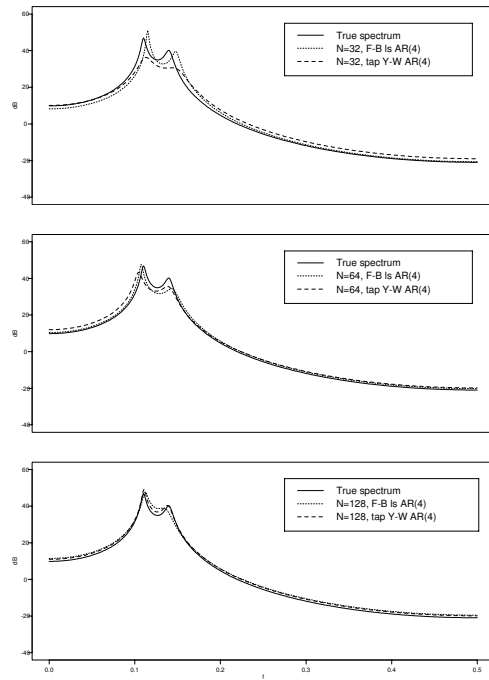 60
40
20
0
-20
-40
dB
True spectrum
N=32, F-B ls AR(4)
N=32, tap Y-W AR(4)
60
40
20
0
-20
-40
dB
True spectrum
N=64, F-B ls AR(4)
N=64, tap Y-W AR(4)
60
40
20
0
-20
-40
dB
True spectrum
N=128, F-B ls AR(4)
N=128, tap Y-W AR(4)
0.0 0.1 0.2 0.3 0.4 0.5
f